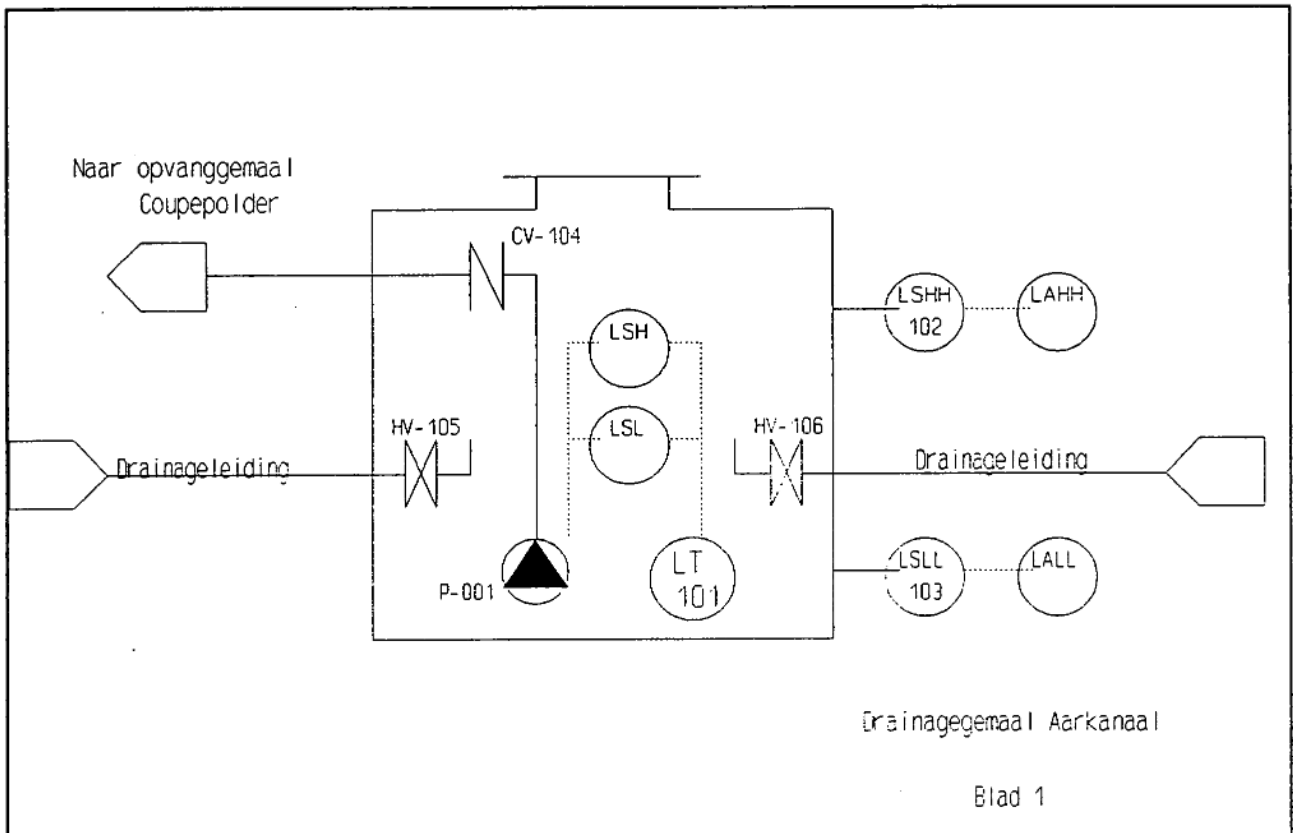 Naar opvanggemaal
Coupepolder
CV-104
LSHH
102
LAHH
LSH
LSL
HV-105
HV-106
Drainageleiding
Drainageleiding
P-001
LT
101
LSLL
103
LALL
Drainagegemaal Aarkanaal
Blad 1